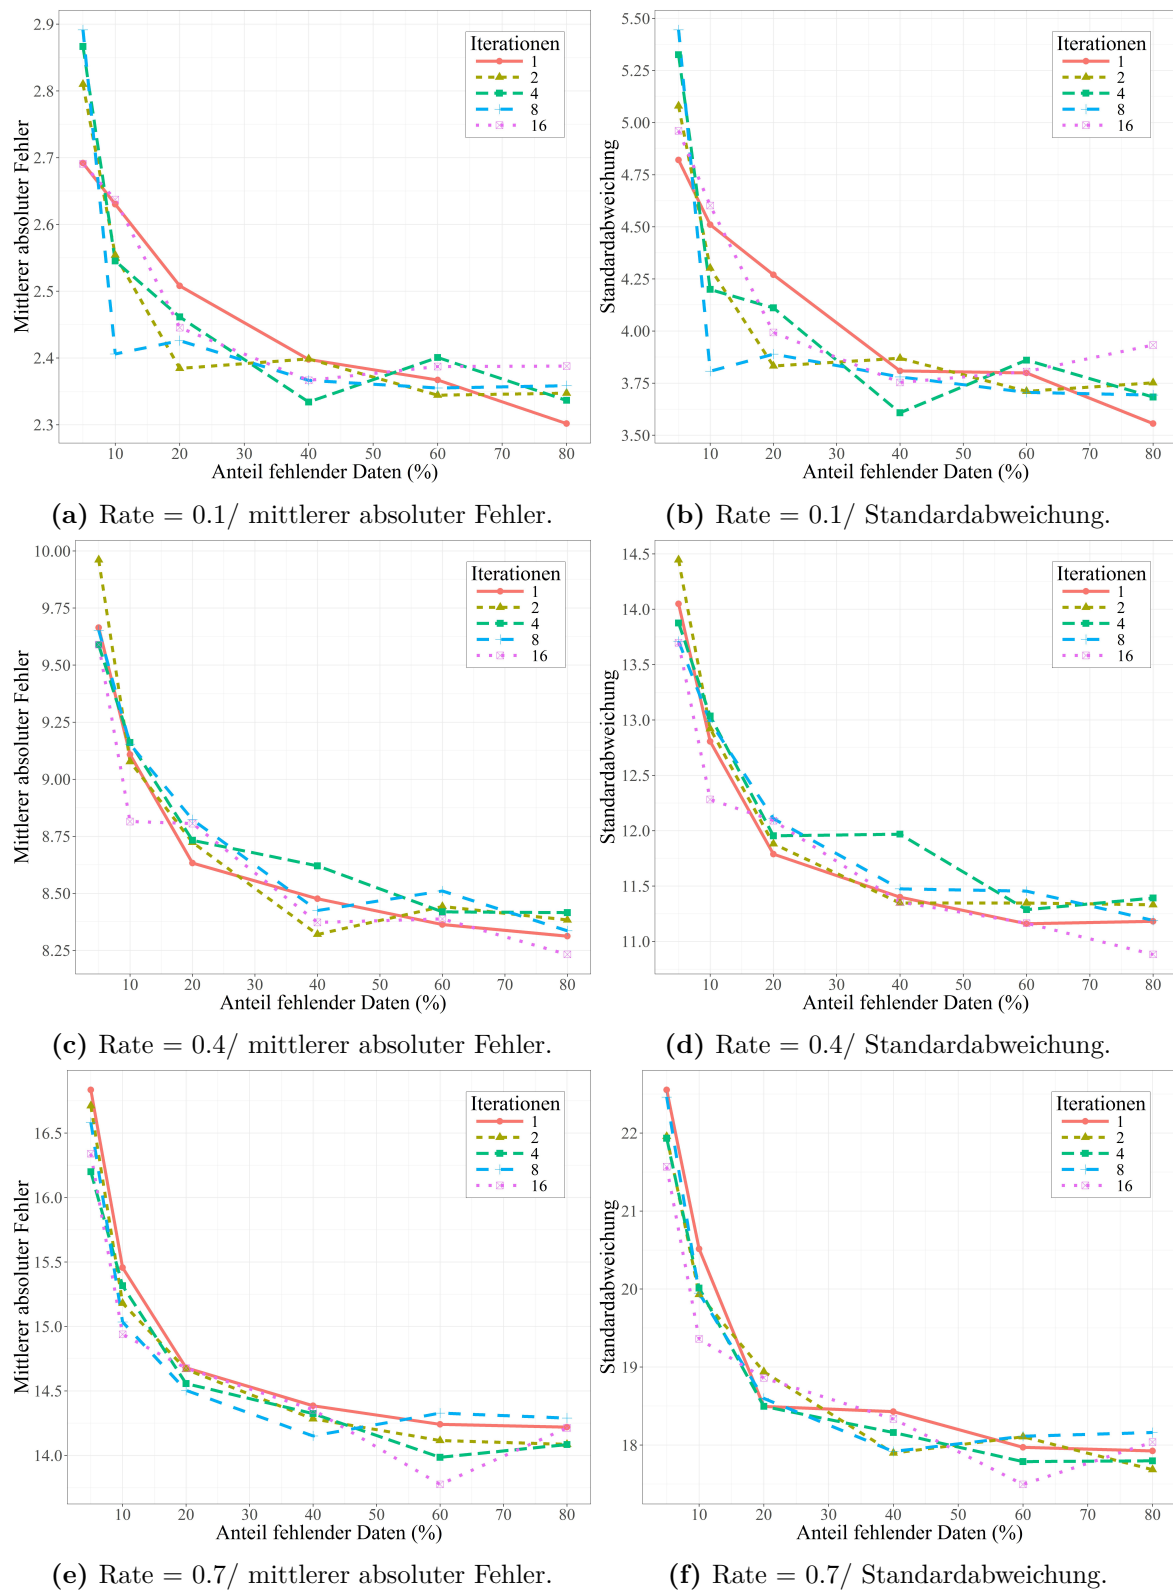 2.9
2.8
2.7
2.6
2.5
2.4
2.3
Mittlerer absoluter Fehler
Iterationen
1
2
4
8
16
10 20 30 40 50 60 70 80
Anteil fehlender Daten (%)
5.50
5.25
5.00
4.75
4.50
4.25
4.00
3.75
3.50
Standardabweichung
Iterationen
1
2
4
8
16
10 20 30 40 50 60 70 80
Anteil fehlender Daten (%)
(a) Rate = 0.1/ mittlerer absoluter Fehler.
(b) Rate = 0.1/ Standardabweichung.
10.00
9.75
9.50
9.25
9.00
8.75
8.50
8.25
Mittlerer absoluter Fehler
Iterationen
1
2
4
8
16
10 20 30 40 50 60 70 80
Anteil fehlender Daten (%)
14.5
14.0
13.5
13.0
12.5
12.0
11.5
11.0
Standardabweichung
Iterationen
1
2
4
8
16
10 20 30 40 50 60 70 80
Anteil fehlender Daten (%)
(c) Rate = 0.4/ mittlerer absoluter Fehler.
(d) Rate = 0.4/ Standardabweichung.
16.5
16.0
15.5
15.0
14.5
14.0
Mittlerer absoluter Fehler
Iterationen
1
2
4
8
16
10 20 30 40 50 60 70 80
Anteil fehlender Daten (%)
22
21
20
19
18
Standardabweichung
Iterationen
1
2
4
8
16
10 20 30 40 50 60 70 80
Anteil fehlender Daten (%)
(e) Rate = 0.7/ mittlerer absoluter Fehler.
(f) Rate = 0.7/ Standardabweichung.